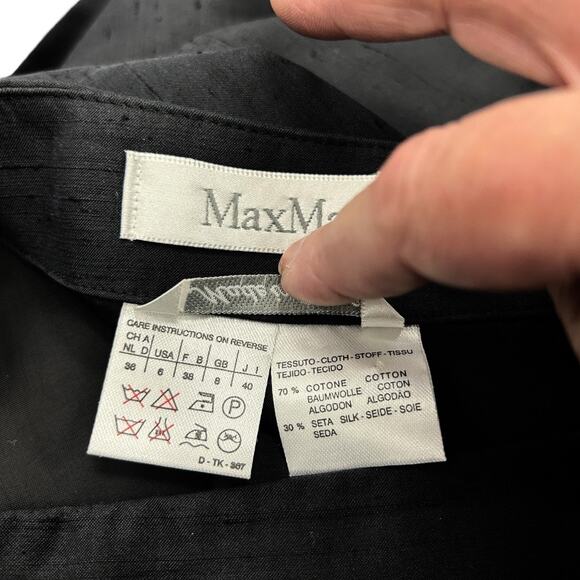 MaxMa
CARE INSTRUCTIONS ON REVERSE
CH A
NL D USA F B GB J I
36 6 38 8 40
P
D - TK - 367
TESSUTO - CLOTH - STOFF - TISSU
TEJIDO - TECIDO
70 % COTONE COTTON
BAUMWOLLE COTON
ALGODON ALGODÃO
30 % SETA SILK - SEIDE - SOIE
SEDA